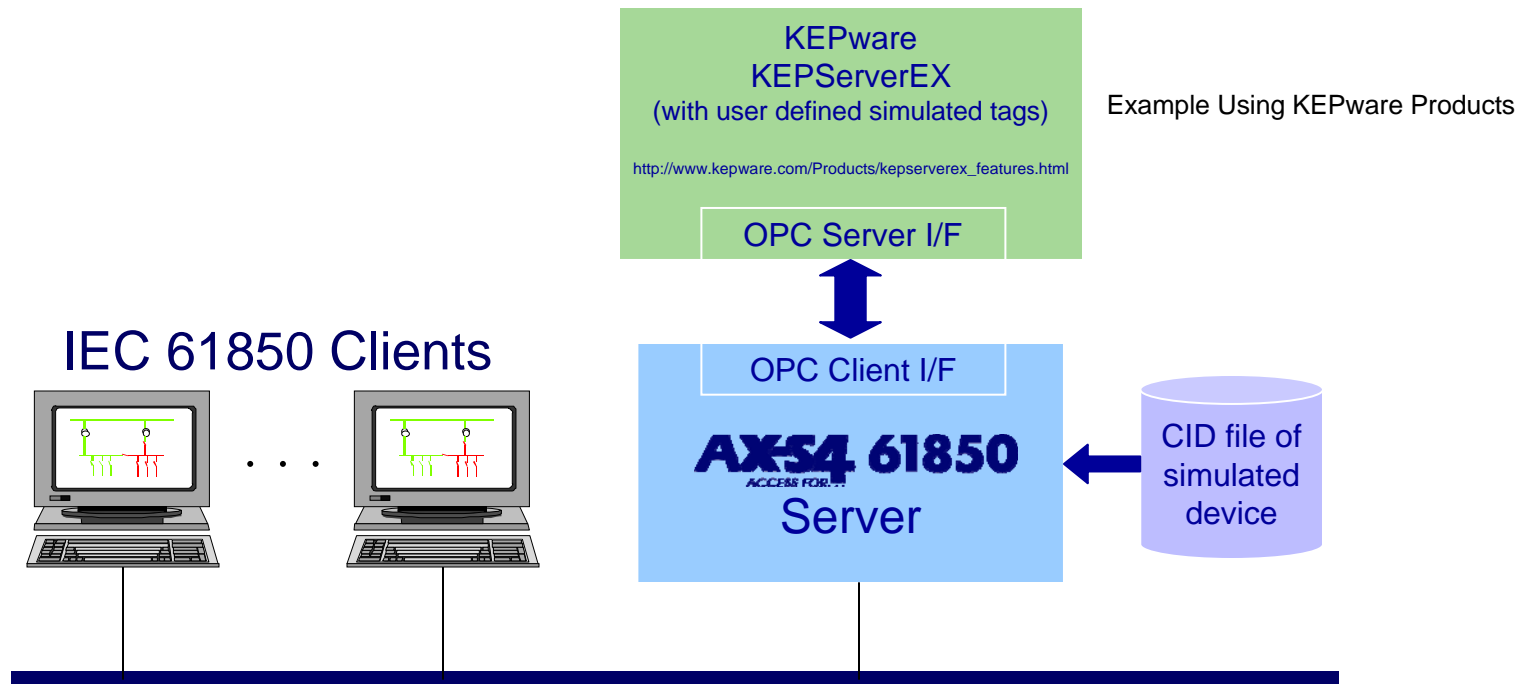 KEPware
KEPServerEX
(with user defined simulated tags)
http://www.kepware.com/Products/kepserverex_features.html
Example Using KEPware Products
OPC Server I/F
IEC 61850 Clients
. . .
OPC Client I/F
AX-S4 61850
ACCESS FOR...
Server
CID file of
simulated
device